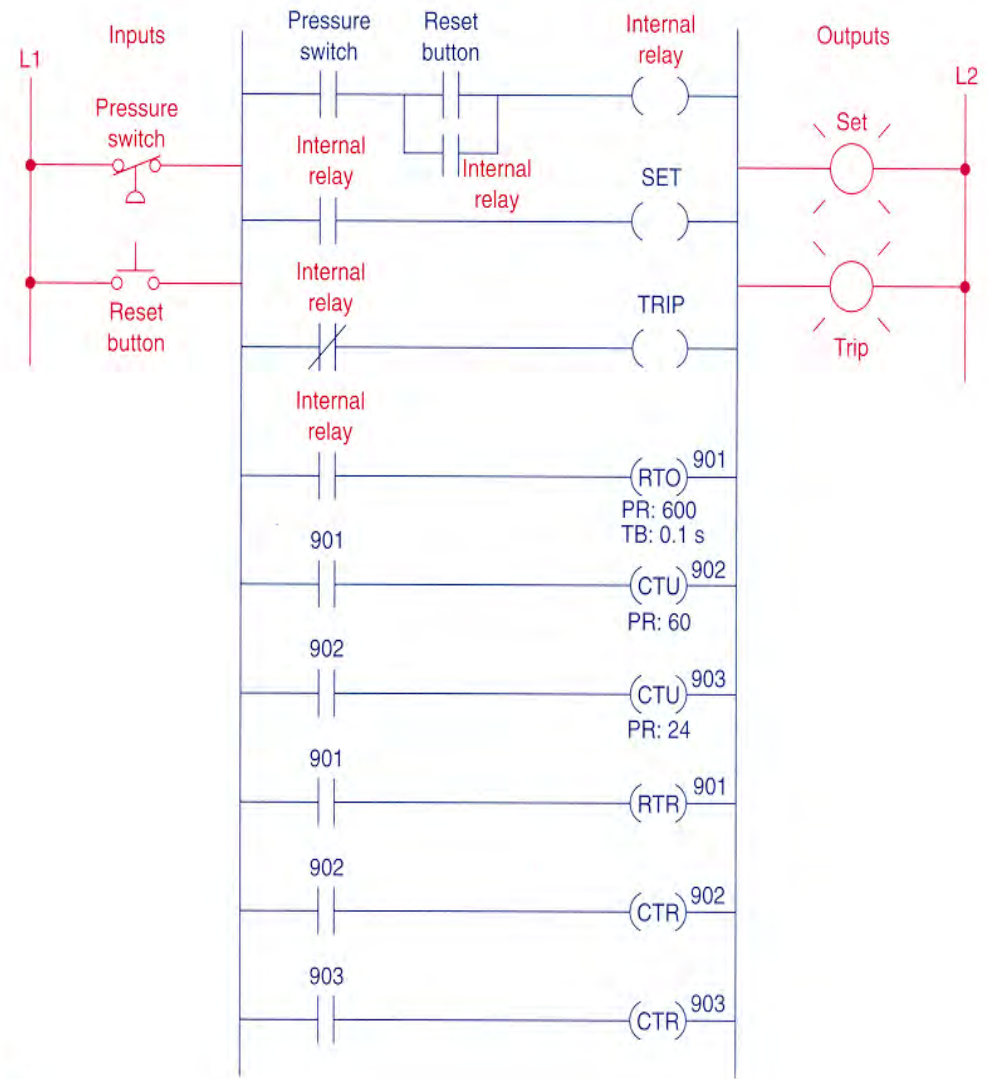 Inputs
L1
Pressure
switch
Reset
button
Pressure
switch
Reset
button
Internal
relay
Internal
relay
Internal
relay
SET
Internal
relay
TRIP
Internal
relay
RTO
901
PR: 600
TB: 0.1 s
901
CTU
902
PR: 60
902
CTU
903
PR: 24
901
RTR
901
902
CTR
902
903
CTR
903
Outputs
L2
Set
Trip